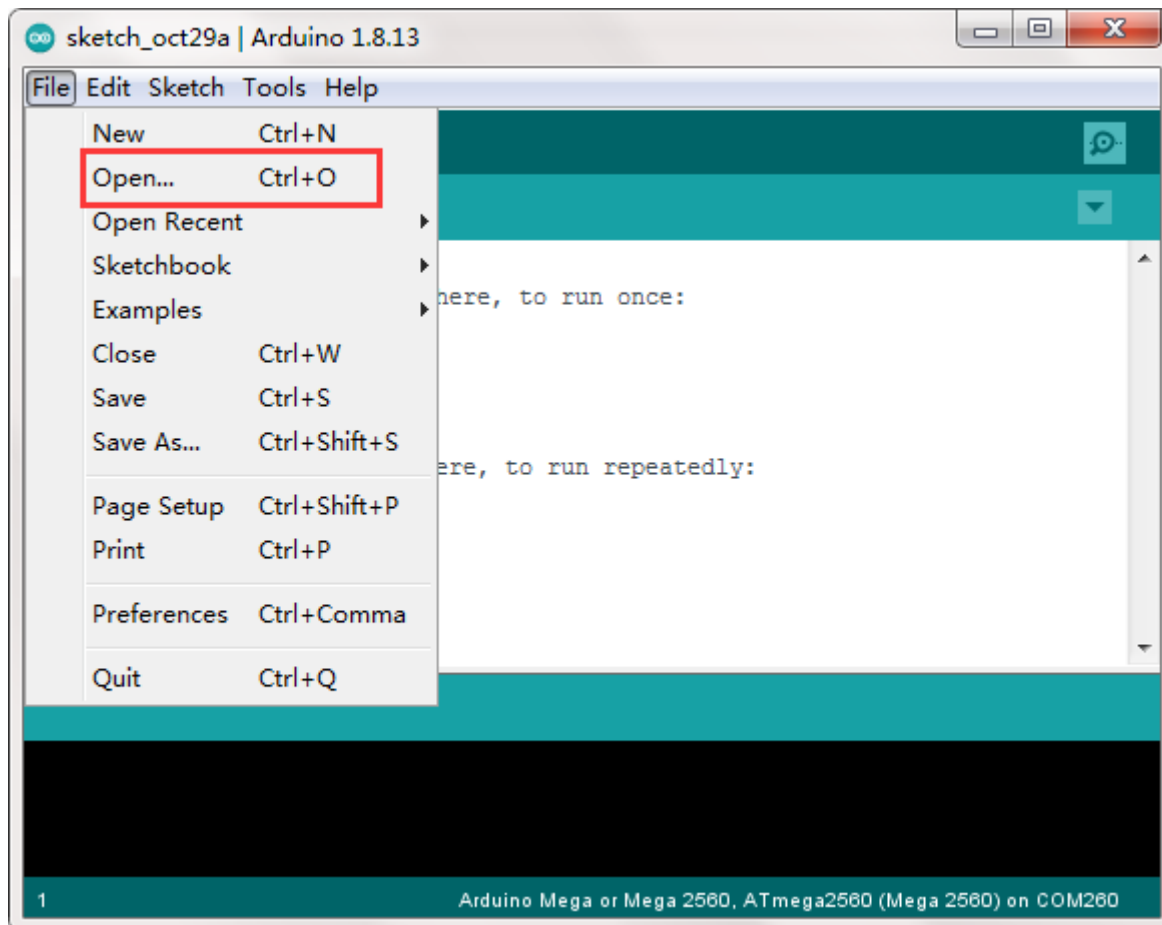 sketch_oct29a | Arduino 1.8.13
File Edit Sketch Tools Help
New Ctrl+N
Open... Ctrl+O
Open Recent
Sketchbook
here, to run once:
Examples
Close Ctrl+W
Save Ctrl+S
Save As... Ctrl+Shift+S
ere, to run repeatedly:
Page Setup Ctrl+Shift+P
Print Ctrl+P
Preferences Ctrl+Comma
Quit Ctrl+Q
1 Arduino Mega or Mega 2560, ATmega2560 (Mega 2560) on COM260